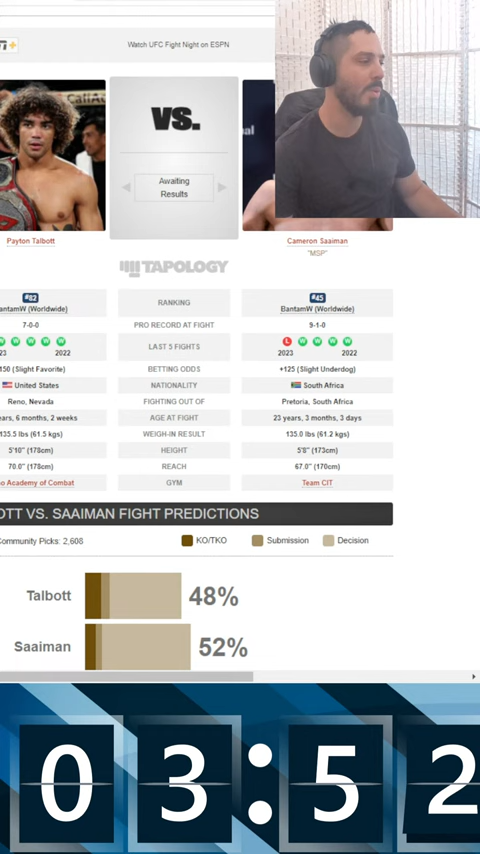 Watch UFC Fight Night on ESPN
VS.
Awaiting
Results
Payton Talbott
Cameron Saaiman
"MSP"
TAPOLOGY
#82
RANKING
#45
BantamW (Worldwide)
BantamW (Worldwide)
7-0-0
PRO RECORD AT FIGHT
9-1-0
W W W W
LAST 5 FIGHTS
L W W W W
2022
2023
2022
150 (Slight Favorite)
BETTING ODDS
+125 (Slight Underdog)
United States
NATIONALITY
South Africa
Reno, Nevada
FIGHTING OUT OF
Pretoria, South Africa
ears, 6 months, 2 weeks
AGE AT FIGHT
23 years, 3 months, 3 days
135.5 lbs (61.5 kgs)
WEIGH-IN RESULT
135.0 lbs (61.2 kgs)
5'10" (178cm)
HEIGHT
5'8" (173cm)
70.0" (178cm)
REACH
67.0" (170cm)
o Academy of Combat
GYM
Team CIT
OTT VS. SAAIMAN FIGHT PREDICTIONS
Community Picks: 2,608
KO/TKO
Submission
Decision
Talbott
48%
Saaiman
52%
03:52